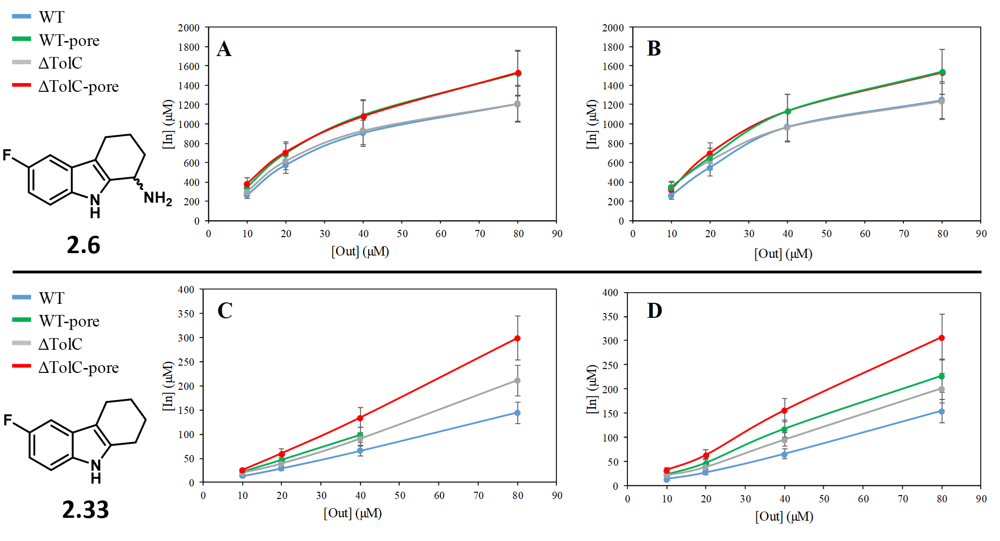 WT
WT-pore
ΔTolC
ΔTolC-pore
F
N
H
NH2
2.6
A
[In] (μM)
2000
1800
1600
1400
1200
1000
800
600
400
200
0
0 10 20 30 40 50 60 70 80 90
[Out] (μM)
B
[In] (μM)
2000
1800
1600
1400
1200
1000
800
600
400
200
0
0 10 20 30 40 50 60 70 80 90
[Out] (μM)
WT
WT-pore
ΔTolC
ΔTolC-pore
F
N
H
2.33
C
[In] (μM)
400
350
300
250
200
150
100
50
0
0 10 20 30 40 50 60 70 80 90
[Out] (μM)
D
[In] (μM)
400
350
300
250
200
150
100
50
0
0 10 20 30 40 50 60 70 80 90
[Out] (μM)